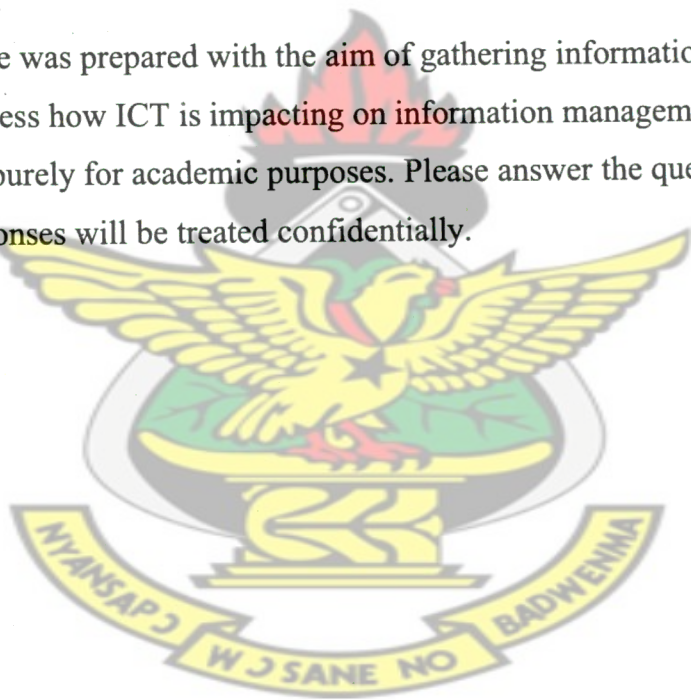 e was prepared with the aim of gathering informatio
ess how ICT is impacting on information managem
purely for academic purposes. Please answer the que
onses will be treated confidentially.
NYANSAPƆ WƆSANE NO BADWENMA